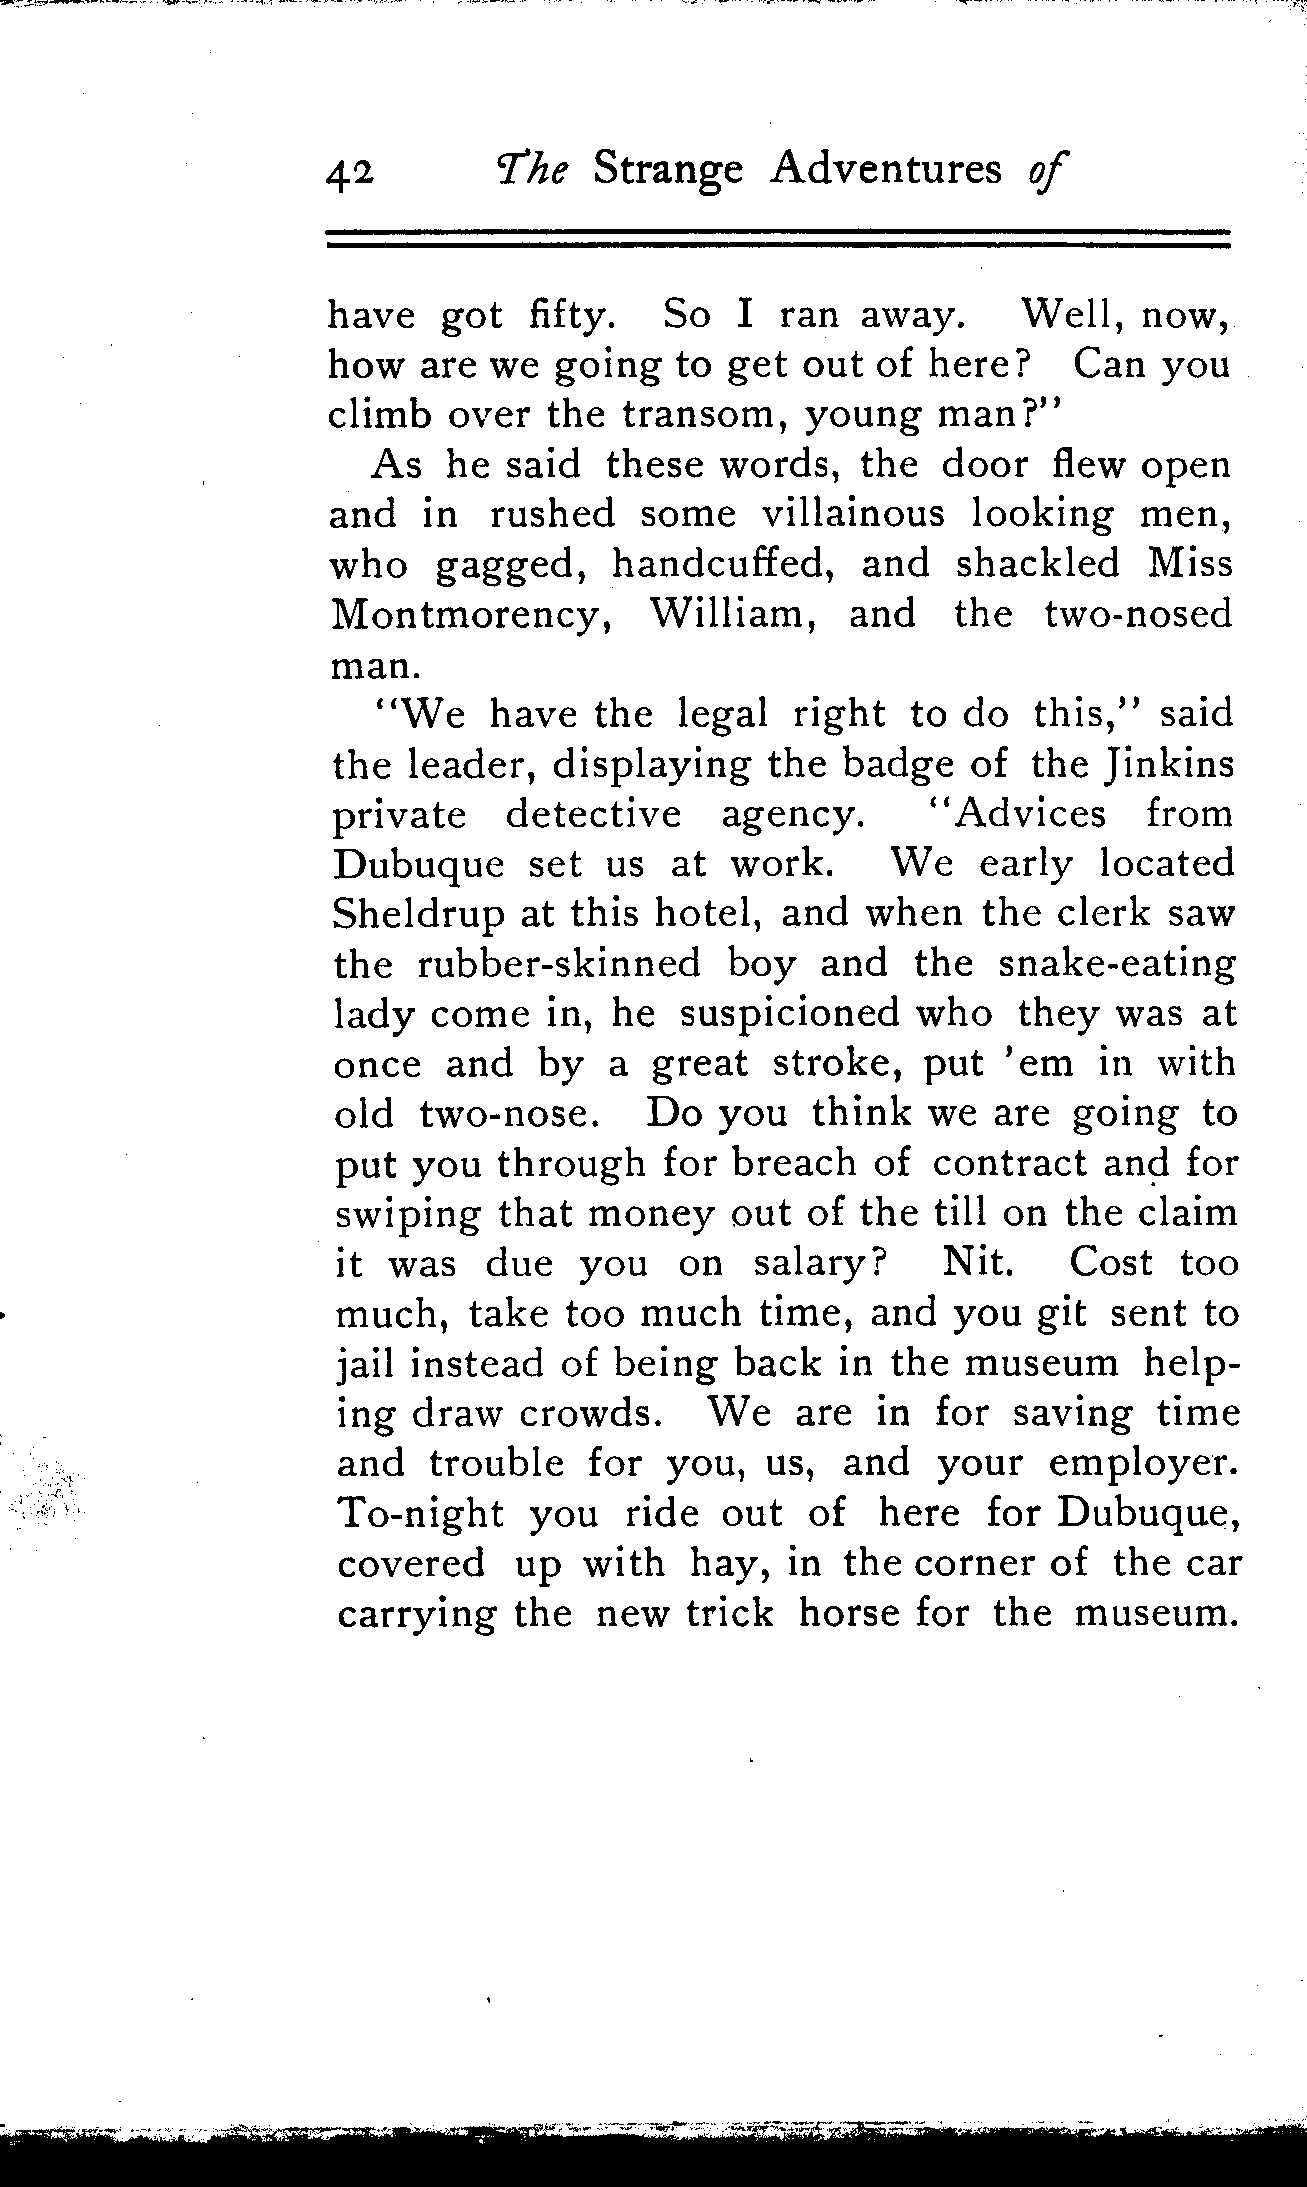 42 The Strange Adventures of
have got fifty. So I ran away. Well, now,
how are we going to get out of here? Can you
climb over the transom, young man?"
As he said these words, the door flew open
and in rushed some villainous looking men,
who gagged, handcuffed, and shackled Miss
Montmorency, William, and the two-nosed
man.
"We have the legal right to do this," said
the leader, displaying the badge of the Jinkins
private detective agency. "Advices from
Dubuque set us at work. We early located
Sheldrup at this hotel, and when the clerk saw
the rubber-skinned boy and the snake-eating
lady come in, he suspicioned who they was at
once and by a great stroke, put 'em in with
old two-nose. Do you think we are going to
put you through for breach of contract and for
swiping that money out of the till on the claim
it was due you on salary? Nit. Cost too
much, take too much time, and you git sent to
jail instead of being back in the museum help-
ing draw crowds. We are in for saving time
and trouble for you, us, and your employer.
To-night you ride out of here for Dubuque,
covered up with hay, in the corner of the car
carrying the new trick horse for the museum.